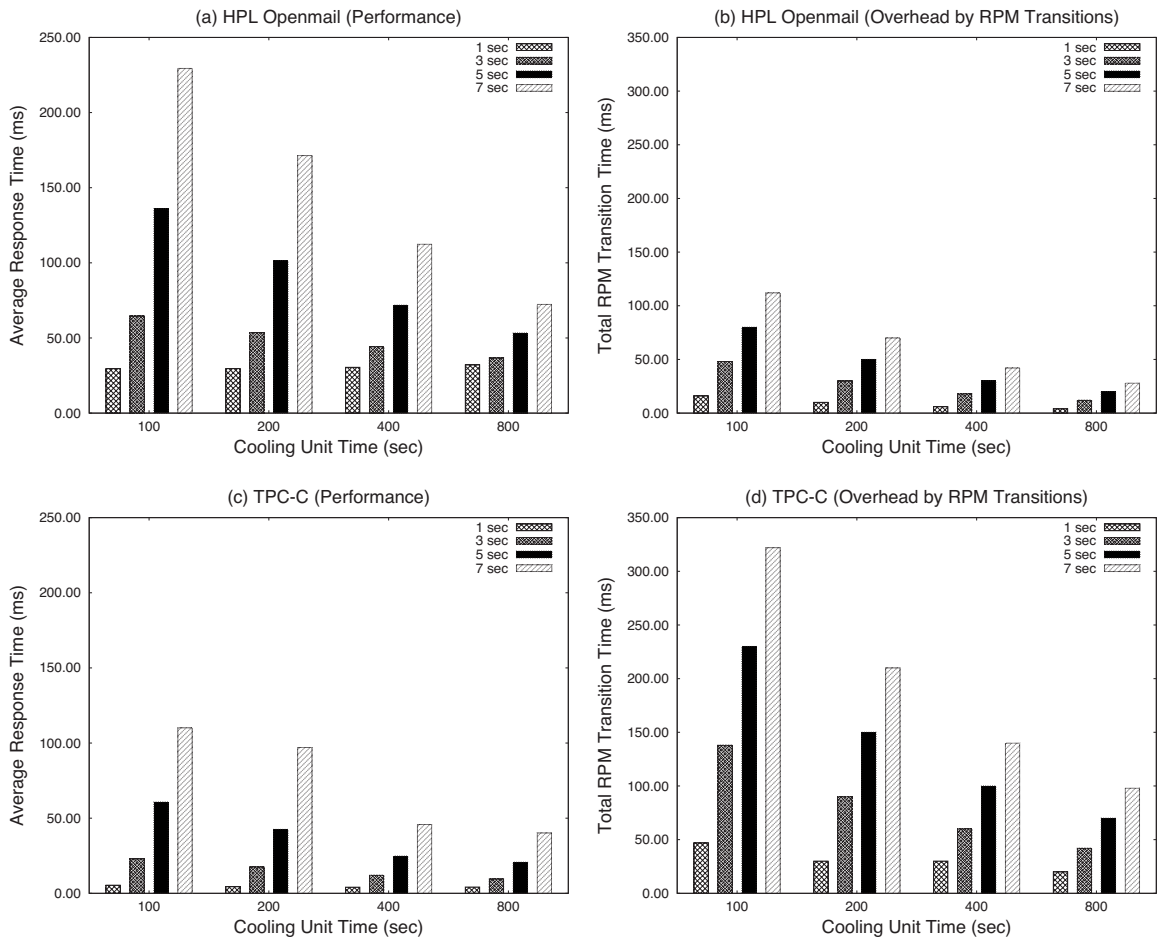 (a) HPL Openmail (Performance)
250.00
200.00
150.00
100.00
50.00
0.00
Average Response Time (ms)
1 sec
3 sec
5 sec
7 sec
100 200 400 800
Cooling Unit Time (sec)
(b) HPL Openmail (Overhead by RPM Transitions)
350.00
300.00
250.00
200.00
150.00
100.00
50.00
0.00
Total RPM Transition Time (ms)
1 sec
3 sec
5 sec
7 sec
100 200 400 800
Cooling Unit Time (sec)
(c) TPC-C (Performance)
250.00
200.00
150.00
100.00
50.00
0.00
Average Response Time (ms)
1 sec
3 sec
5 sec
7 sec
100 200 400 800
Cooling Unit Time (sec)
(d) TPC-C (Overhead by RPM Transitions)
350.00
300.00
250.00
200.00
150.00
100.00
50.00
0.00
Total RPM Transition Time (ms)
1 sec
3 sec
5 sec
7 sec
100 200 400 800
Cooling Unit Time (sec)